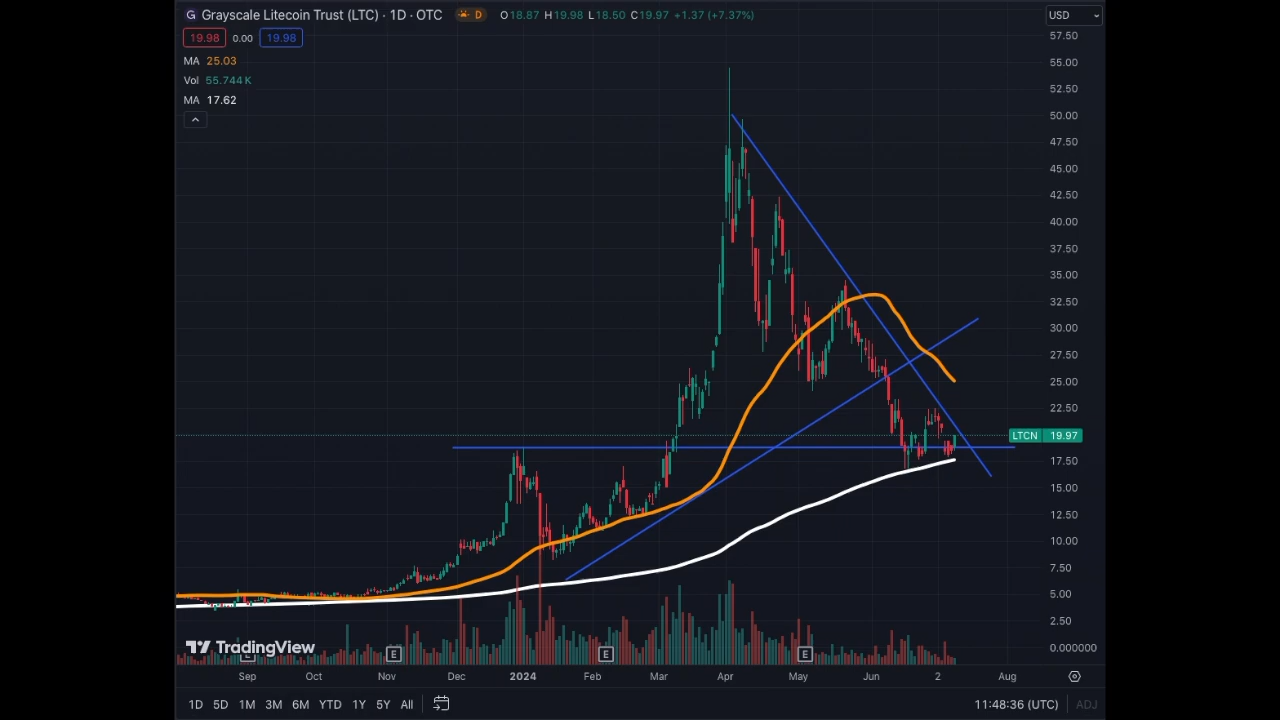 G Grayscale Litecoin Trust (LTC) · 1D · OTC D O18.87 H19.98 L18.50 C19.97 +1.37 (+7.37%) USD
19.98 0.00 19.98
MA 25.03
Vol 55.744K
MA 17.62
57.50
55.00
52.50
50.00
47.50
45.00
42.50
40.00
37.50
35.00
32.50
30.00
27.50
25.00
22.50
LTCN 19.97
17.50
15.00
12.50
10.00
7.50
5.00
2.50
0.000000
TradingView
E E E E
Sep Oct Nov Dec 2024 Feb Mar Apr May Jun 2 Aug
1D 5D 1M 3M 6M YTD 1Y 5Y All 11:48:36 (UTC) ADJ